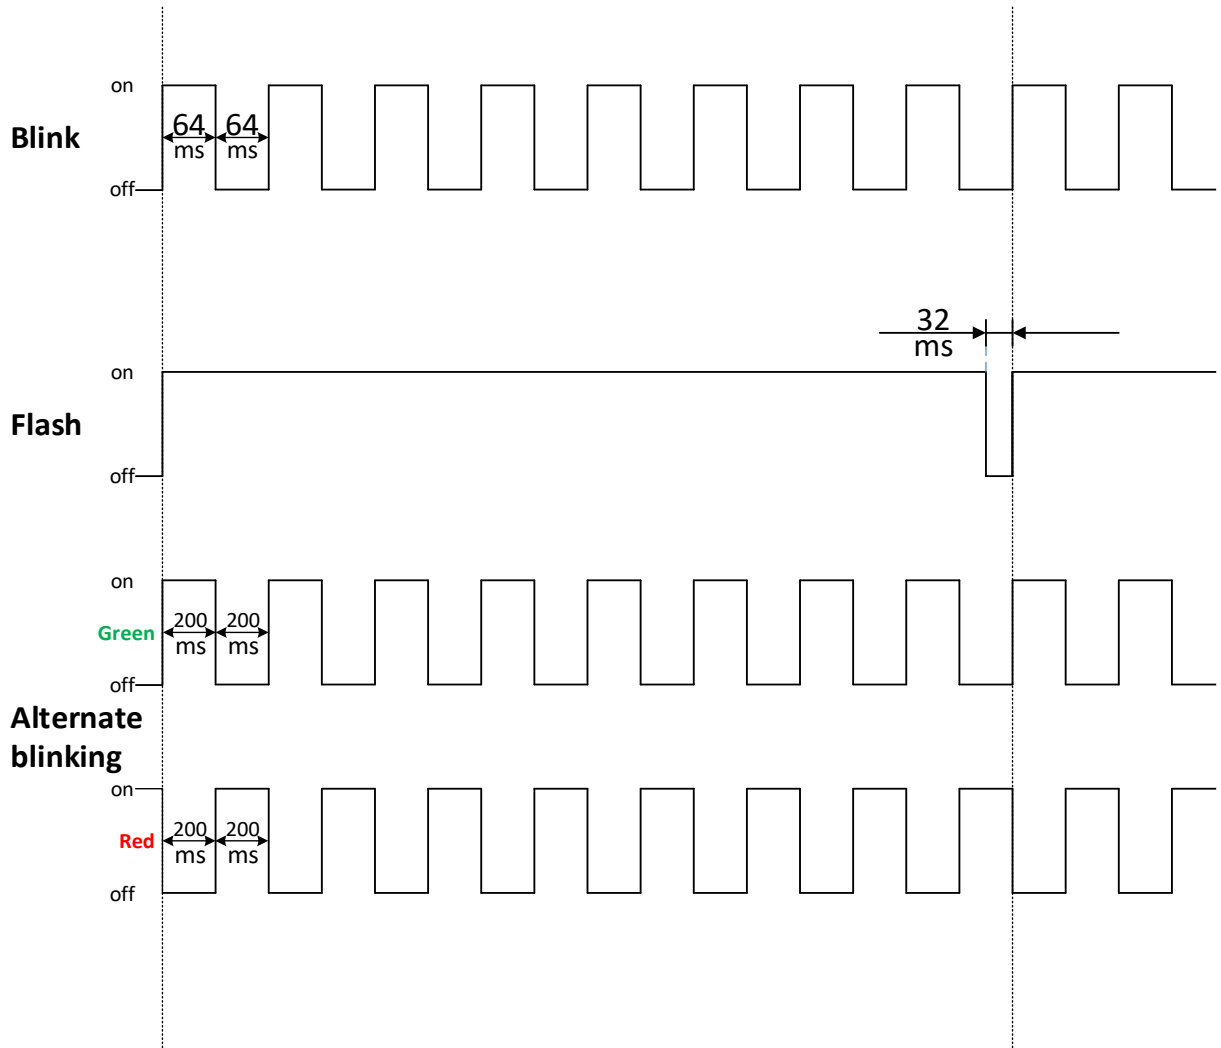 on
Blink
64 64
ms ms
off
32
ms
on
Flash
off
on
200 200
Green
ms ms
off
Alternate
blinking
on
200 200
Red
ms ms
off